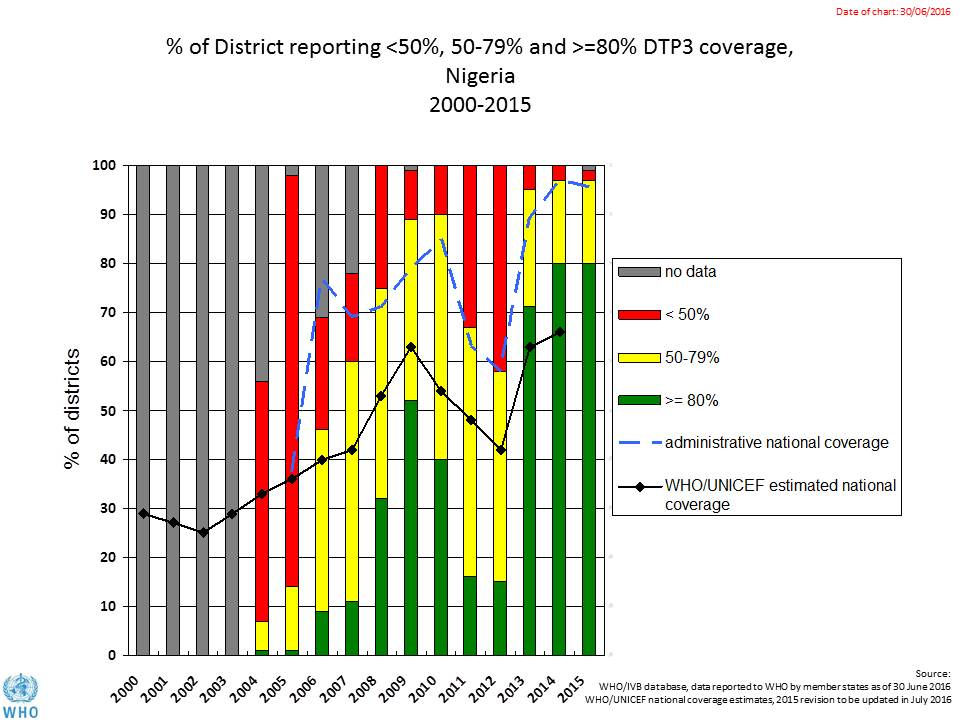 Date of chart: 30/06/2016
% of District reporting <50%, 50-79% and >=80% DTP3 coverage,
Nigeria
2000-2015
100
90
80
70
60
50
40
30
20
10
0
% of districts
2000
2001
2002
2003
2004
2005
2006
2007
2008
2009
2010
2011
2012
2013
2014
2015
no data
< 50%
50-79%
>= 80%
administrative national coverage
WHO/UNICEF estimated national
coverage
WHO
Source:
WHO/IVB database, data reported to WHO by member states as of 30 June 2016
WHO/UNICEF national coverage estimates, 2015 revision to be updated in July 2016